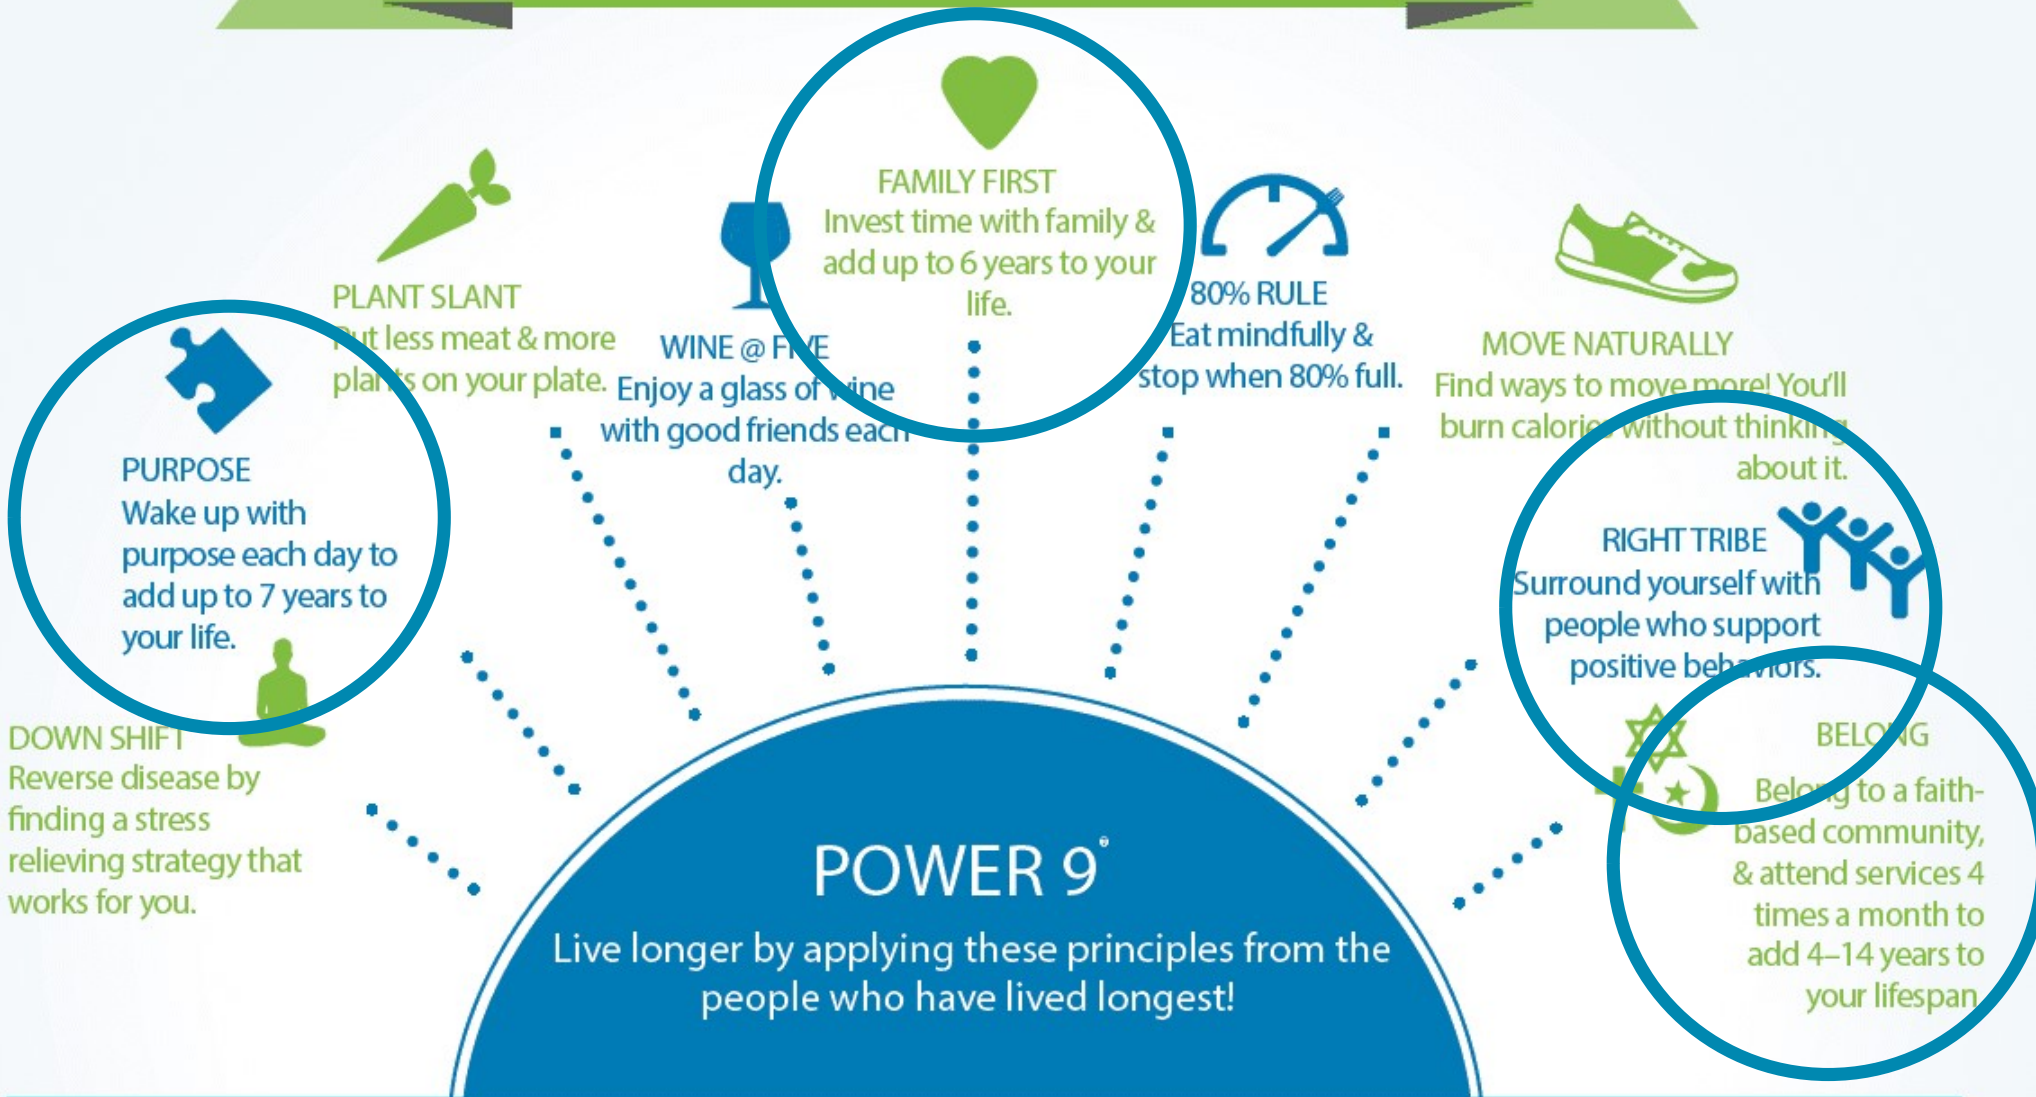 FAMILY FIRST
Invest time with family &
add up to 6 years to your
life.
PLANT SLANT
Put less meat & more
plants on your plate.
WINE @ FIVE
Enjoy a glass of wine
with good friends each
day.
80% RULE
Eat mindfully &
stop when 80% full.
MOVE NATURALLY
Find ways to move more! You'll
burn calories without thinking
about it.
PURPOSE
Wake up with
purpose each day to
add up to 7 years to
your life.
RIGHT TRIBE
Surround yourself with
people who support
positive behaviors.
DOWN SHIFT
Reverse disease by
finding a stress
relieving strategy that
works for you.
BELONG
Belong to a faith-
based community,
& attend services 4
times a month to
add 4–14 years to
your lifespan.
POWER 9®
Live longer by applying these principles from the
people who have lived longest!